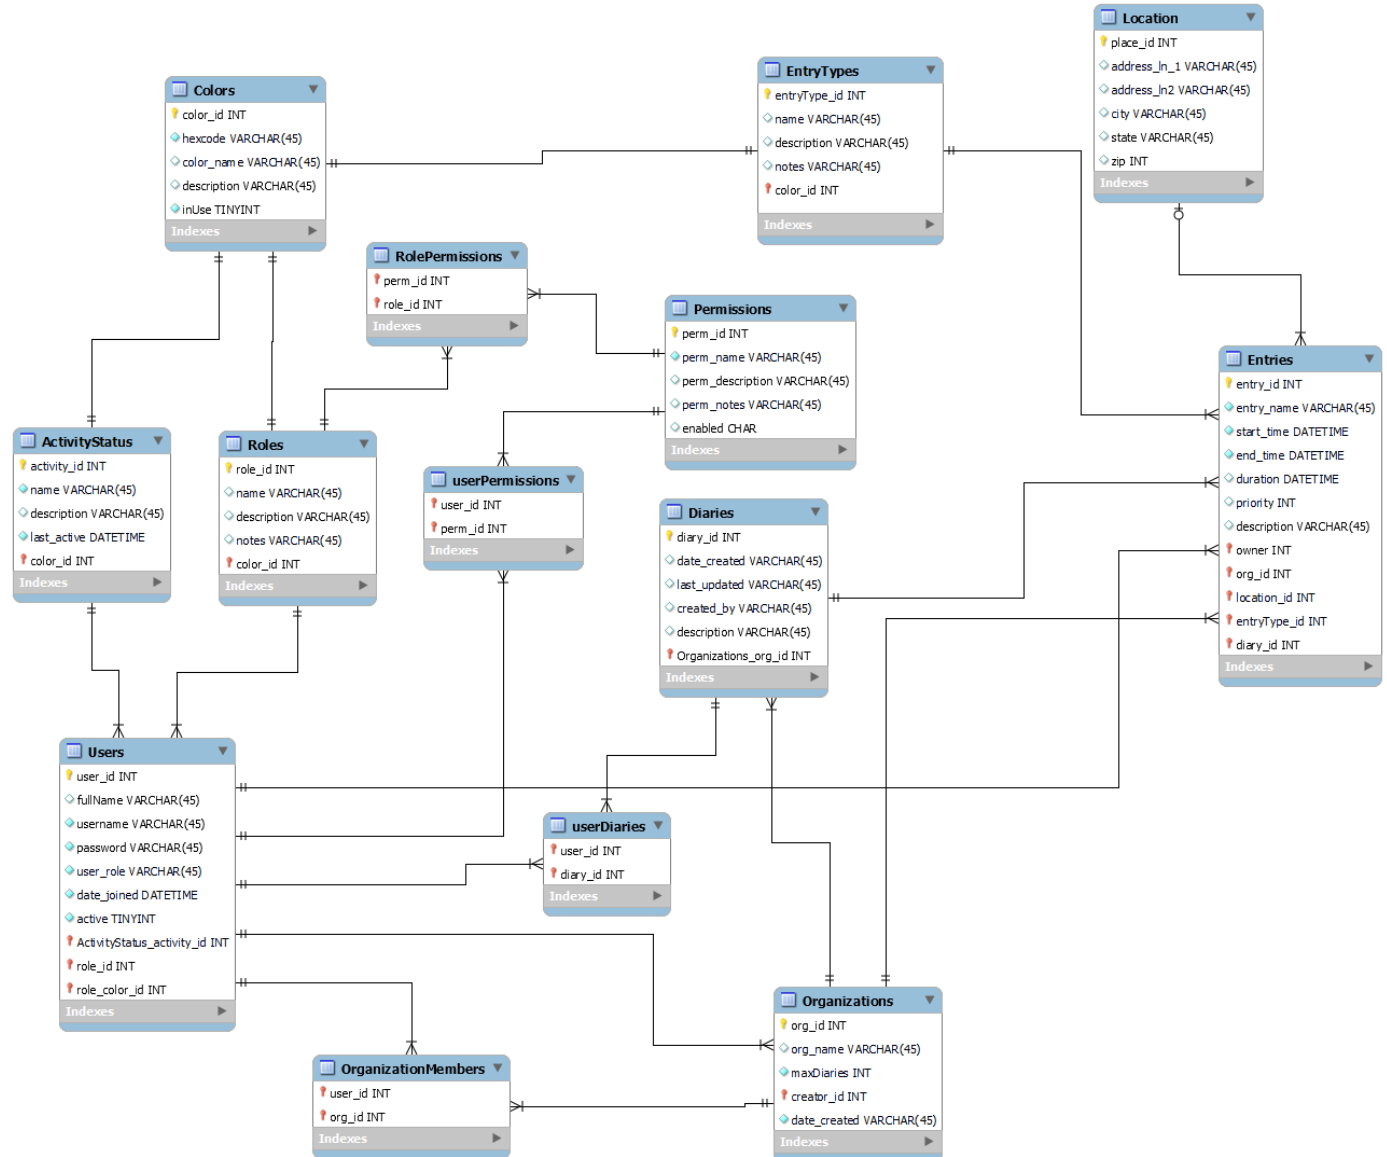 Location
place_id INT
address_ln_1 VARCHAR(45)
address_ln2 VARCHAR(45)
city VARCHAR(45)
state VARCHAR(45)
zip INT
Indexes
EntryTypes
entryType_id INT
name VARCHAR(45)
description VARCHAR(45)
notes VARCHAR(45)
color_id INT
Indexes
Colors
color_id INT
hexcode VARCHAR(45)
color_name VARCHAR(45)
description VARCHAR(45)
inUse TINYINT
Indexes
RolePermissions
perm_id INT
role_id INT
Indexes
Permissions
perm_id INT
perm_name VARCHAR(45)
perm_description VARCHAR(45)
perm_notes VARCHAR(45)
enabled CHAR
Indexes
Entries
entry_id INT
entry_name VARCHAR(45)
start_time DATETIME
end_time DATETIME
duration DATETIME
priority INT
description VARCHAR(45)
owner INT
org_id INT
location_id INT
entryType_id INT
diary_id INT
Indexes
ActivityStatus
activity_id INT
name VARCHAR(45)
description VARCHAR(45)
last_active DATETIME
color_id INT
Indexes
Roles
role_id INT
name VARCHAR(45)
description VARCHAR(45)
notes VARCHAR(45)
color_id INT
Indexes
userPermissions
user_id INT
perm_id INT
Indexes
Diaries
diary_id INT
date_created VARCHAR(45)
last_updated VARCHAR(45)
created_by VARCHAR(45)
description VARCHAR(45)
Organizations_org_id INT
Indexes
Users
user_id INT
fullName VARCHAR(45)
username VARCHAR(45)
password VARCHAR(45)
user_role VARCHAR(45)
date_joined DATETIME
active TINYINT
ActivityStatus_activity_id INT
role_id INT
role_color_id INT
Indexes
userDiaries
user_id INT
diary_id INT
Indexes
Organizations
org_id INT
org_name VARCHAR(45)
maxDiaries INT
creator_id INT
date_created VARCHAR(45)
Indexes
OrganizationMembers
user_id INT
org_id INT
Indexes